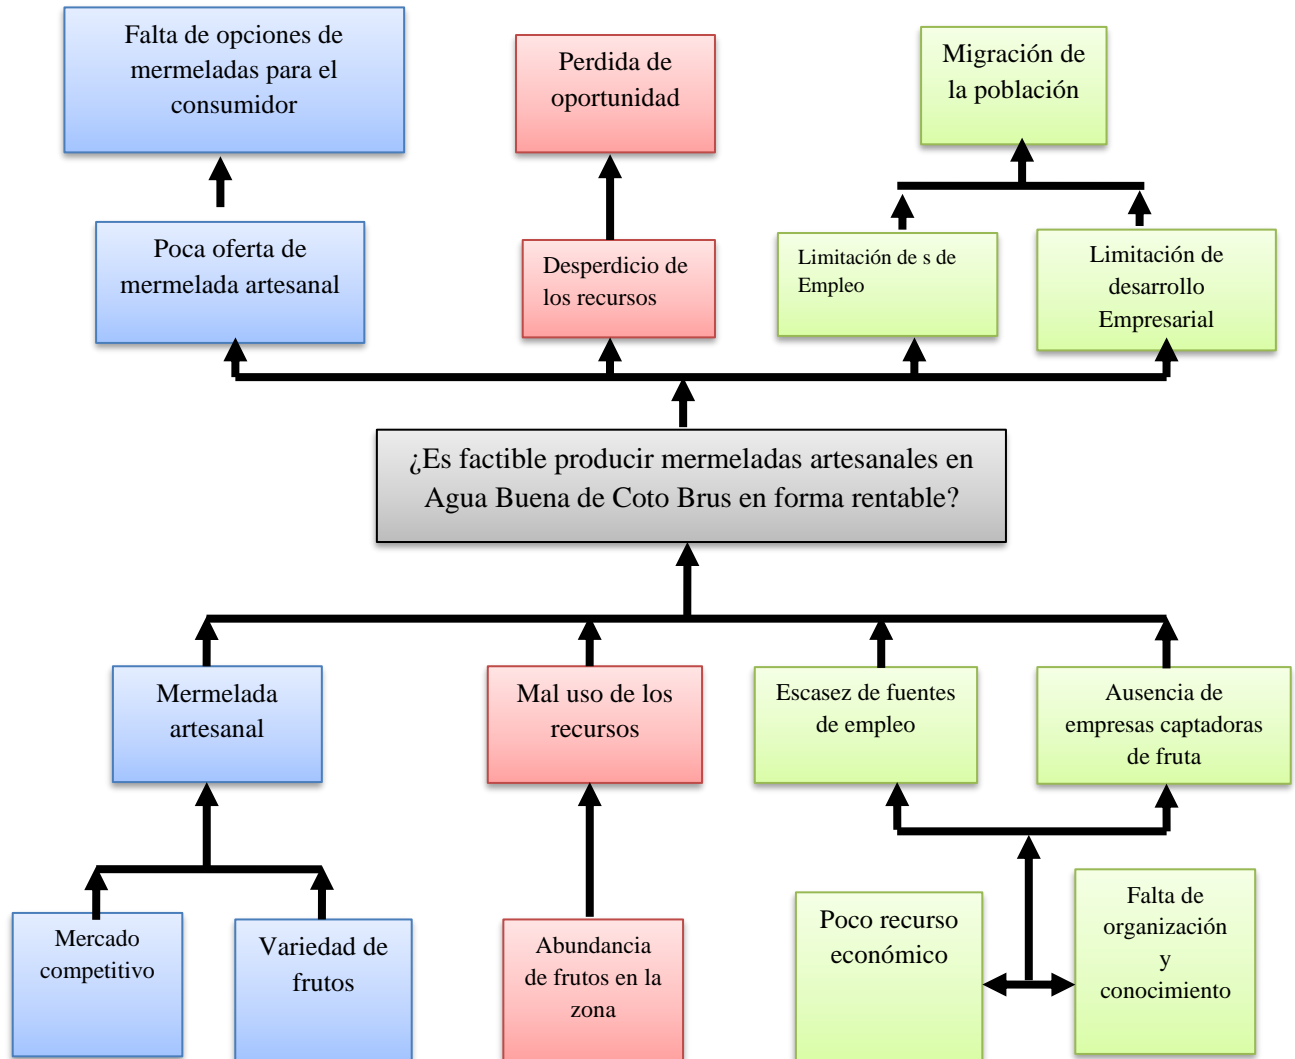 Falta de opciones de
mermeladas para el
consumidor
Perdida de
oportunidad
Migración de
la población
Poca oferta de
mermelada artesanal
Desperdicio de
los recursos
Limitación de s de
Empleo
Limitación de
desarrollo
Empresarial
¿Es factible producir mermeladas artesanales en
Agua Buena de Coto Brus en forma rentable?
Mermelada
artesanal
Mal uso de los
recursos
Escasez de fuentes
de empleo
Ausencia de
empresas captadoras
de fruta
Mercado
competitivo
Variedad de
frutos
Abundancia
de frutos en la
zona
Poco recurso
económico
Falta de
organización
y
conocimiento